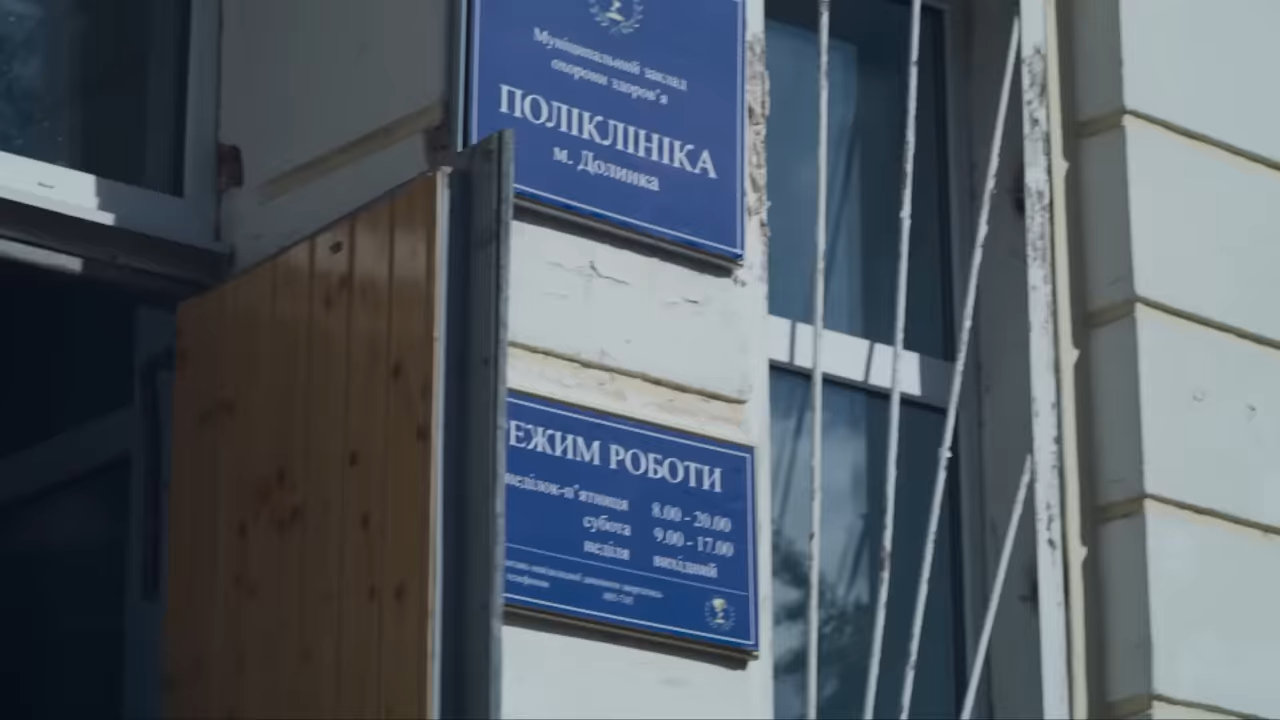 Муніципальний заклад
охорони здоров'я
ПОЛІКЛІНІКА
м. Долинка
ЕЖИМ РОБОТИ
неділок-п'ятниця 8.00 - 20.00
субота 9.00 - 17.00
неділя вихідний